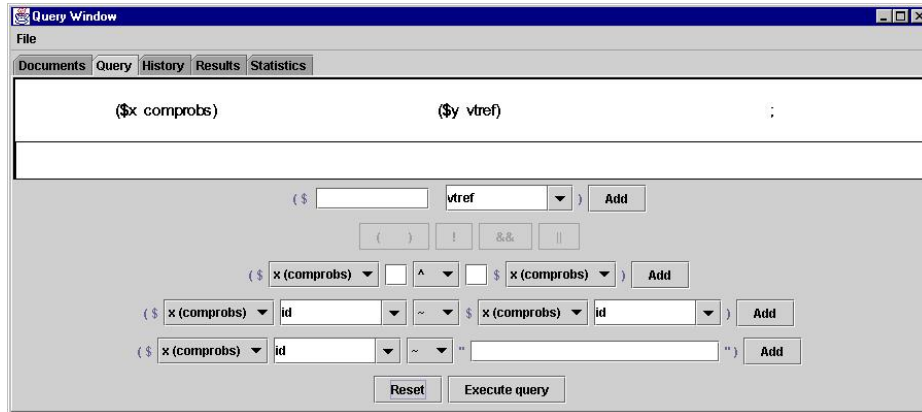 Query Window
File
Documents Query History Results Statistics
($x comprobs) ($y vtref) ;
( $ vtref ) Add
( ) ! && ||
( $ x (comprobs) ^ $ x (comprobs) ) Add
( $ x (comprobs) id ~ $ x (comprobs) id ) Add
( $ x (comprobs) id ~ " " ) Add
Reset Execute query